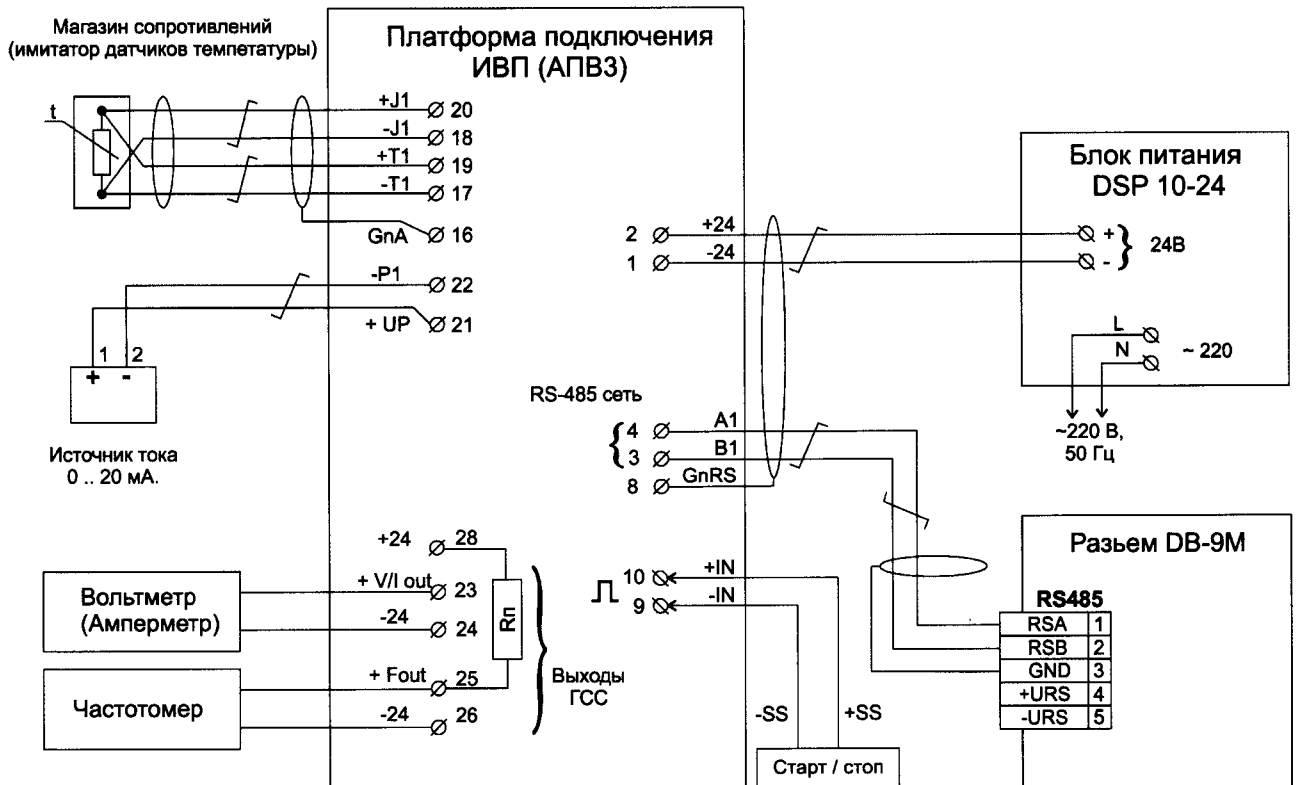 Магазин сопротивлений
(имитатор датчиков темпетатуры)
t
Платформа подключения
ИВП (АПВ3)
+J1 20
-J1 18
+T1 19
-T1 17
GnA 16
-P1 22
+ UP 21
1 2
+ -
Источник тока
0 .. 20 мА.
2 +24
1 -24
Блок питания
DSP 10-24
+
-
} 24В
L
N
~ 220
~220 В,
50 Гц
RS-485 сеть
{
4 A1
3 B1
8 GnRS
10 +IN
9 -IN
-SS
+SS
Старт / стоп
+24 28
Вольтметр
(Амперметр)
+ V/I out 23
-24 24
Rп
Частотомер
+ Fout 25
-24 26
}
Выходы
ГСС
Разьем DB-9М
RS485
RSA 1
RSB 2
GND 3
+URS 4
-URS 5